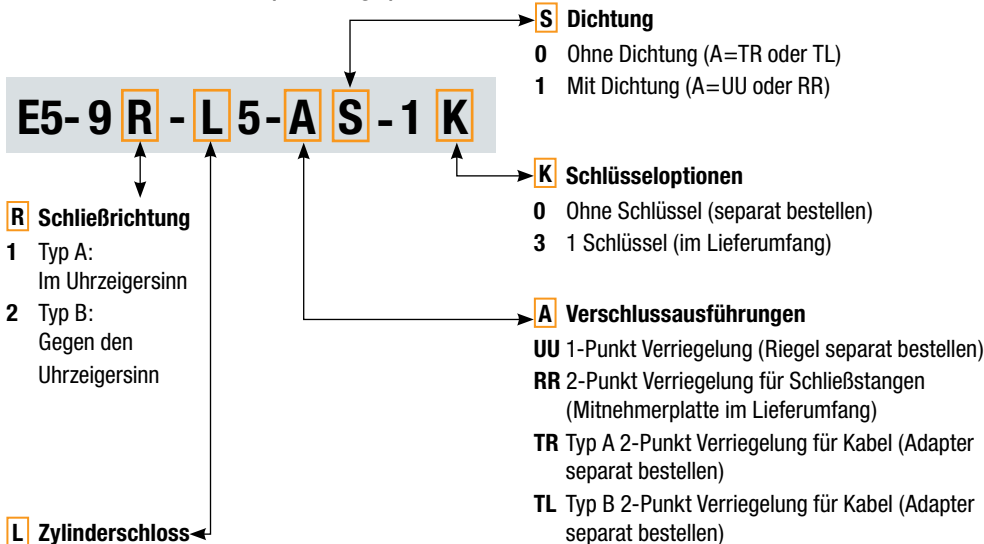 S Dichtung
0 Ohne Dichtung (A=TR oder TL)
1 Mit Dichtung (A=UU oder RR)
E5- 9 R - L 5- A S - 1 K
K Schlüsseloptionen
0 Ohne Schlüssel (separat bestellen)
3 1 Schlüssel (im Lieferumfang)
R Schließrichtung
1 Typ A:
Im Uhrzeigersinn
2 Typ B:
Gegen den
Uhrzeigersinn
A Verschlussausführungen
UU 1-Punkt Verriegelung (Riegel separat bestellen)
RR 2-Punkt Verriegelung für Schließstangen
(Mitnehmerplatte im Lieferumfang)
TR Typ A 2-Punkt Verriegelung für Kabel (Adapter
separat bestellen)
TL Typ B 2-Punkt Verriegelung für Kabel (Adapter
separat bestellen)
L Zylinderschloss